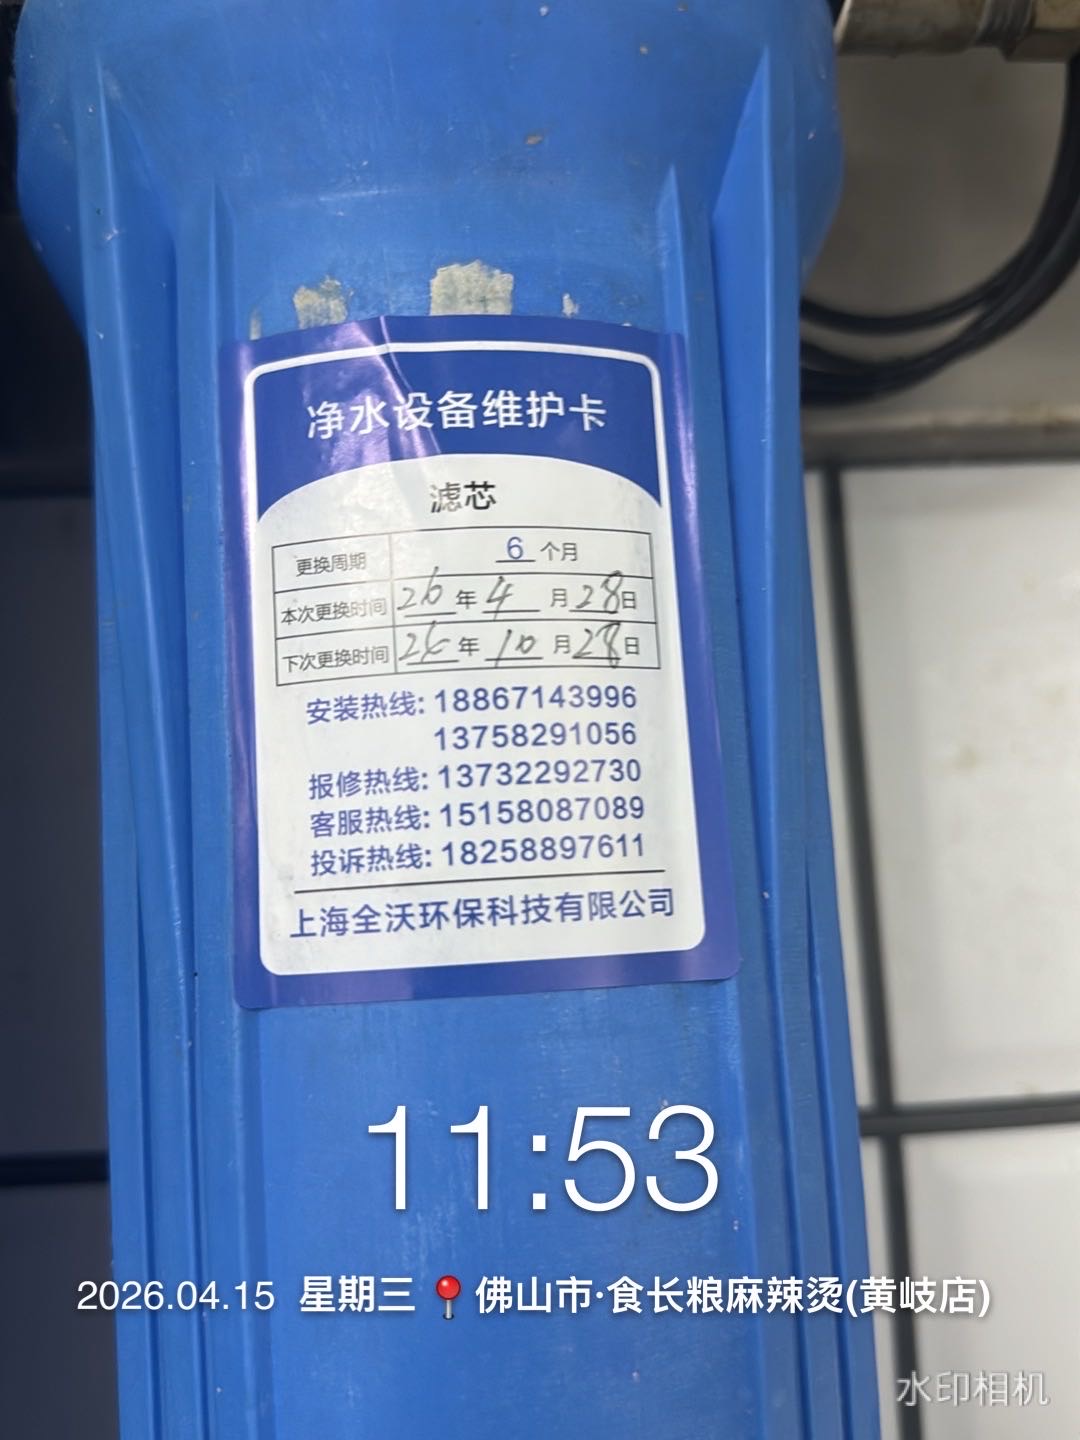 净水设备维护卡
滤芯
更换周期 6 个月
本次更换时间 26 年 4 月 28 日
下次更换时间 26 年 10 月 28 日
安装热线: 18867143996
13758291056
报修热线: 13732292730
客服热线: 15158087089
投诉热线: 18258897611
上海全沃环保科技有限公司
11:53
2026.04.15 星期三 佛山市·食长粮麻辣烫(黄岐店)
水印相机